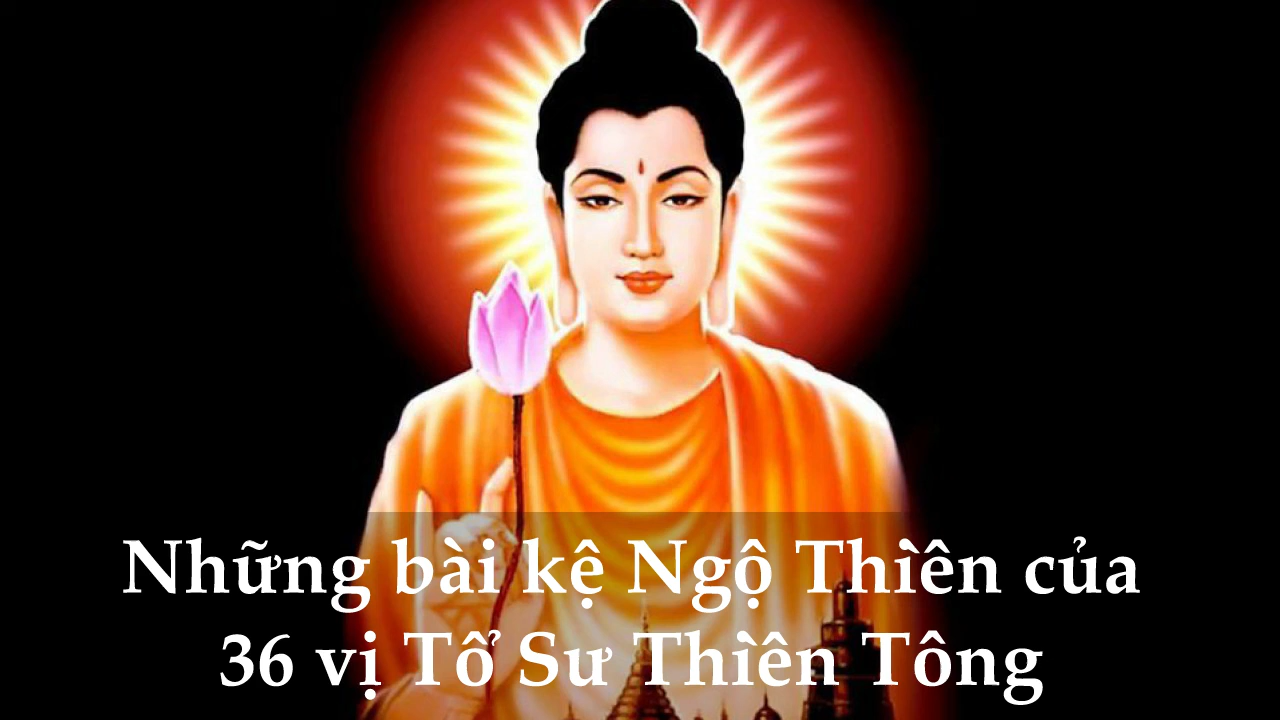 Những bài kệ Ngộ Thiền của
36 vị Tổ Sư Thiền Tông